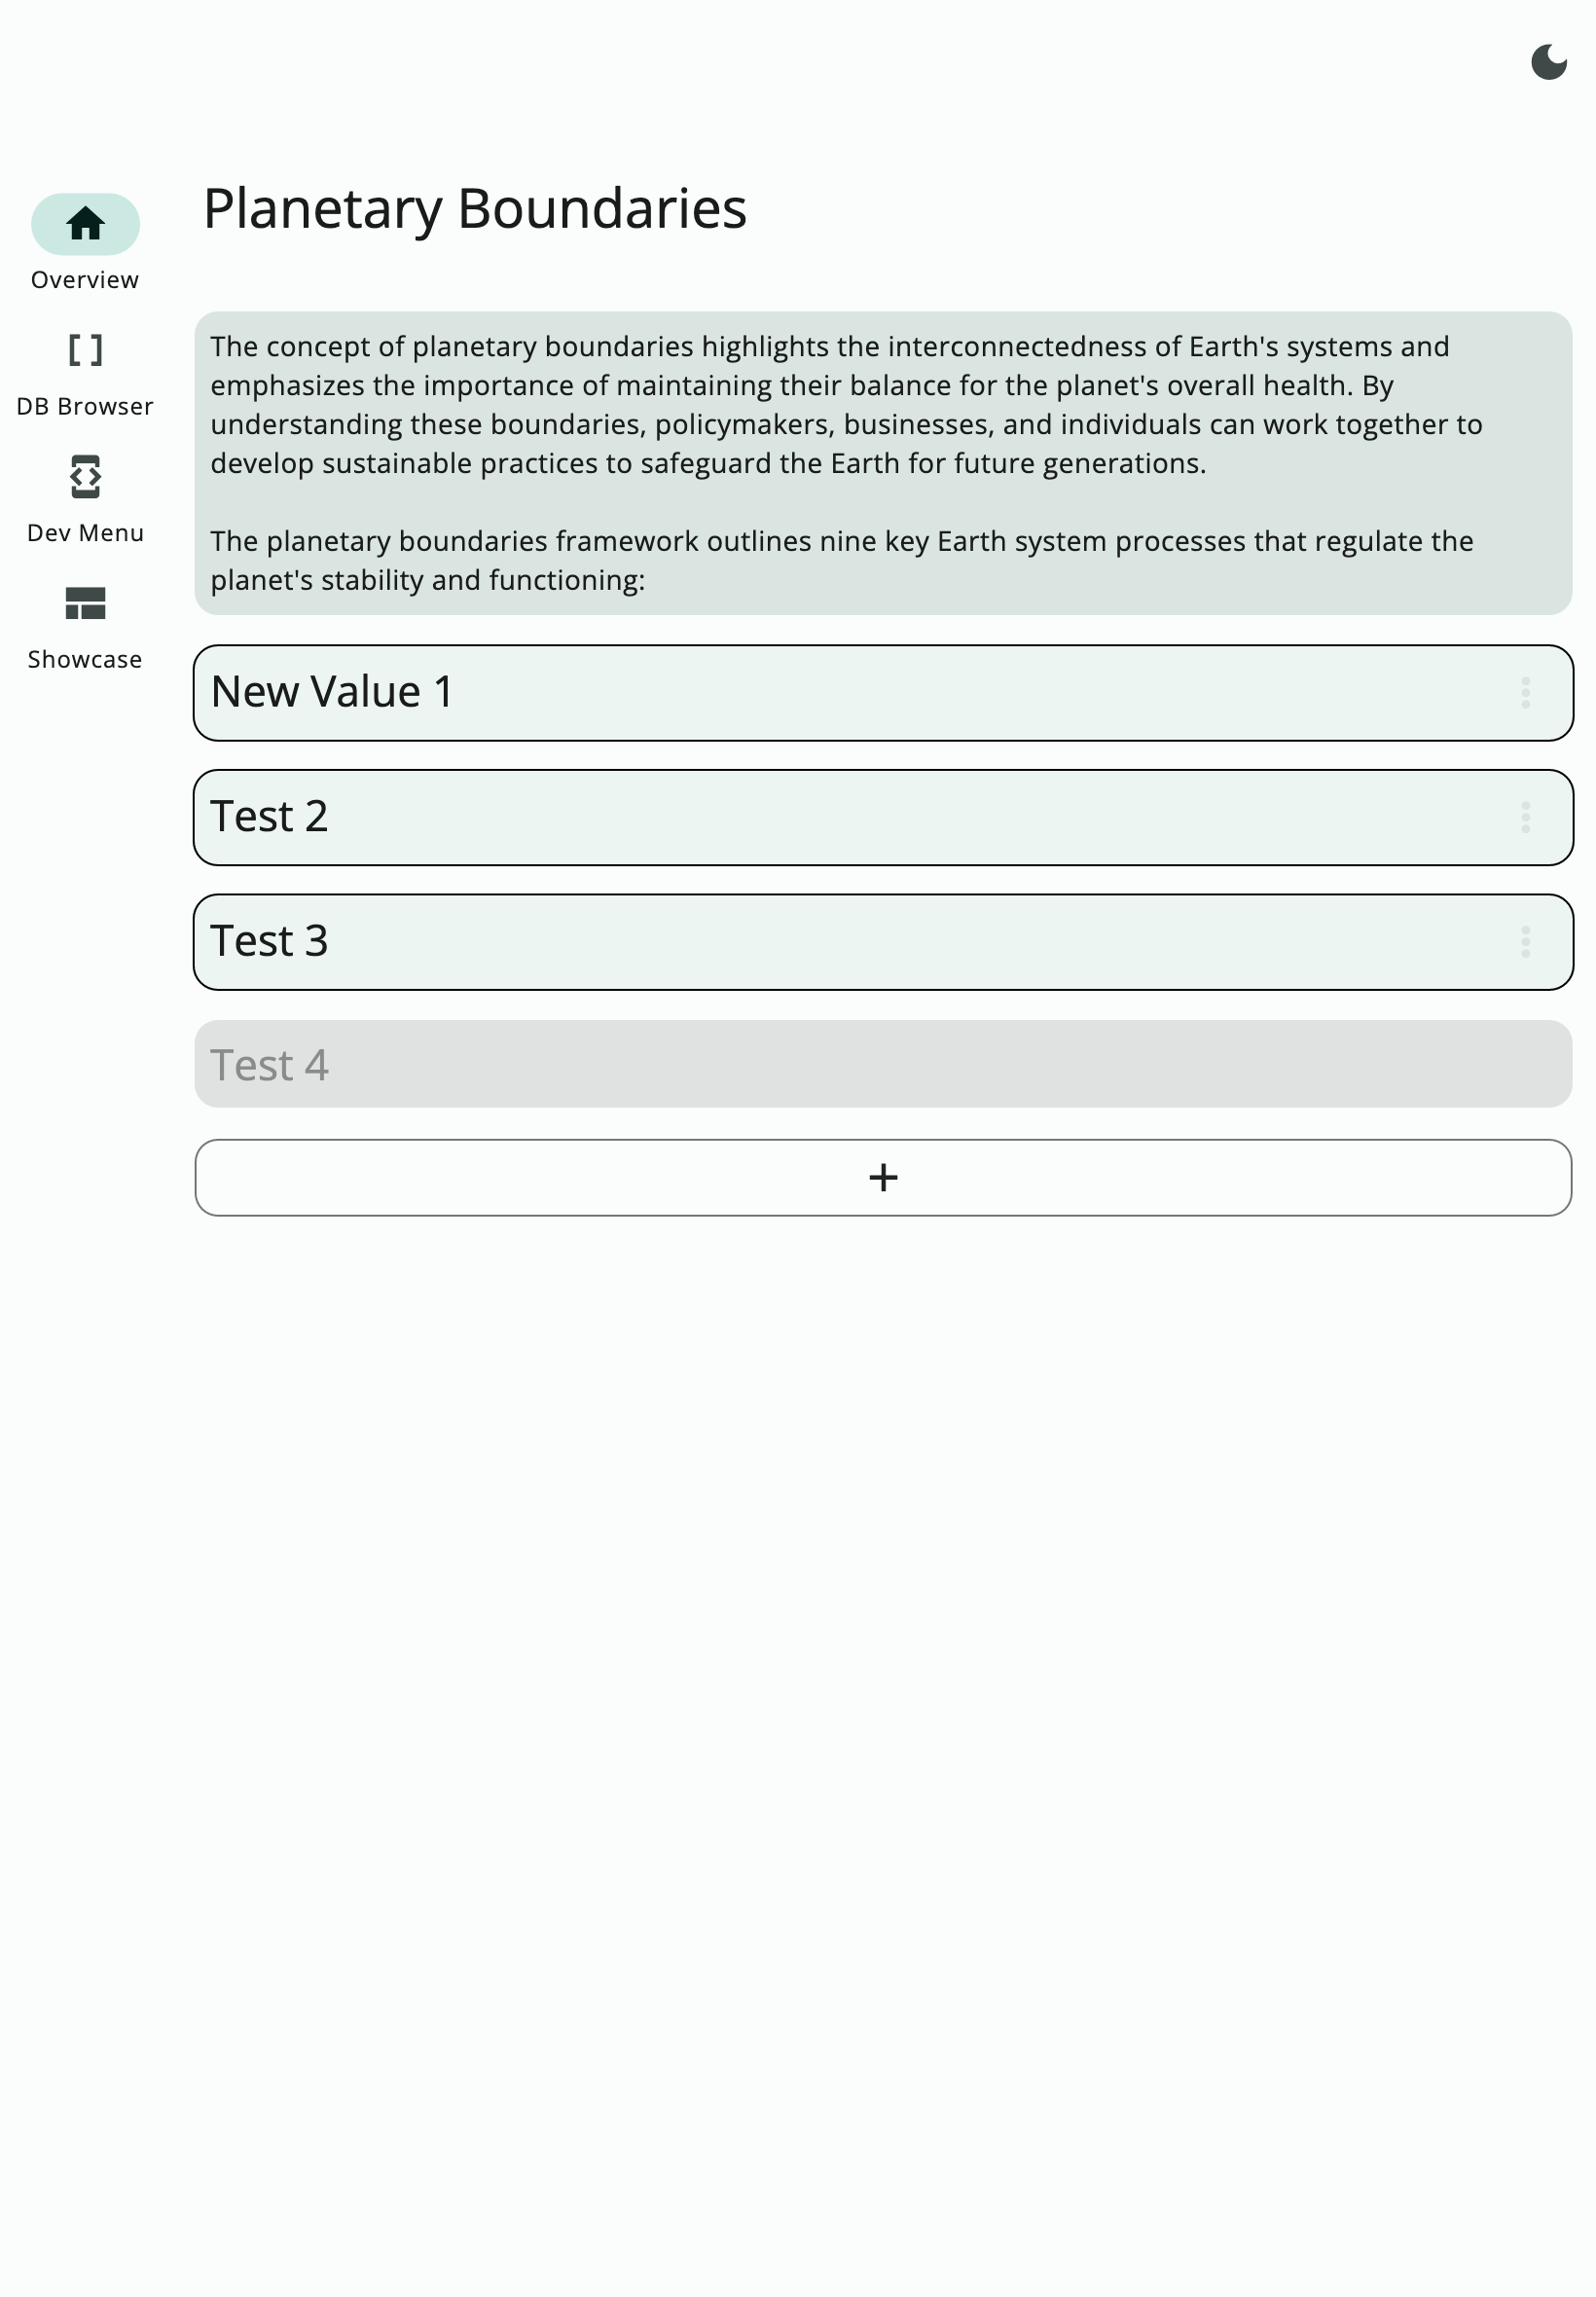 Planetary Boundaries
Overview
DB Browser
Dev Menu
Showcase
The concept of planetary boundaries highlights the interconnectedness of Earth's systems and
emphasizes the importance of maintaining their balance for the planet's overall health. By
understanding these boundaries, policymakers, businesses, and individuals can work together to
develop sustainable practices to safeguard the Earth for future generations.
The planetary boundaries framework outlines nine key Earth system processes that regulate the
planet's stability and functioning:
New Value 1
Test 2
Test 3
Test 4
+